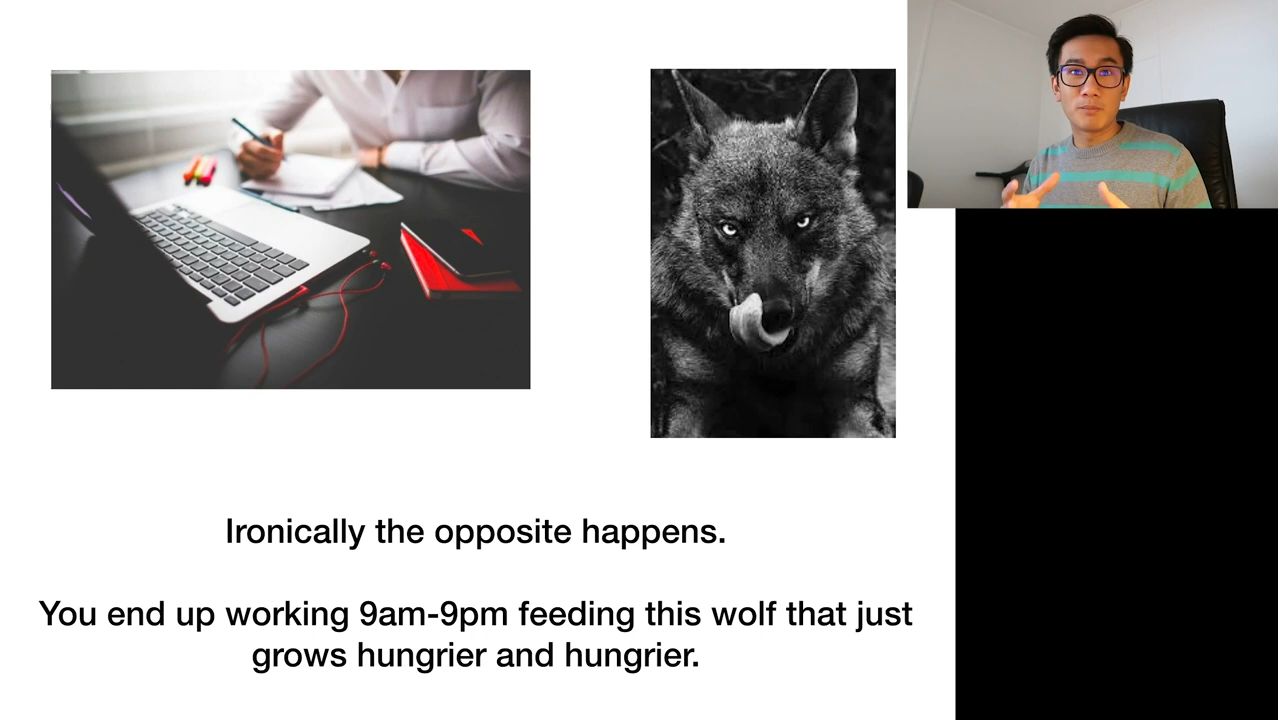 Ironically the opposite happens.
You end up working 9am-9pm feeding this wolf that just
grows hungrier and hungrier.